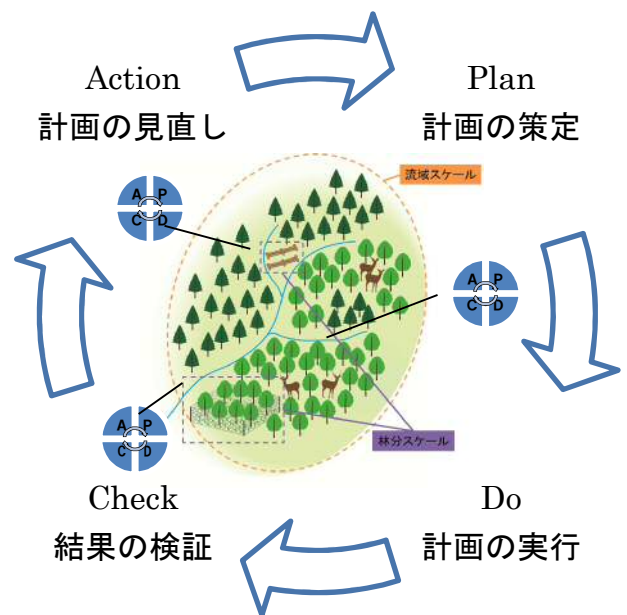 Action
計画の見直し
Plan
計画の策定
流域スケール
A P
C D
A P
C D
A P
C D
林分スケール
Check
結果の検証
Do
計画の実行